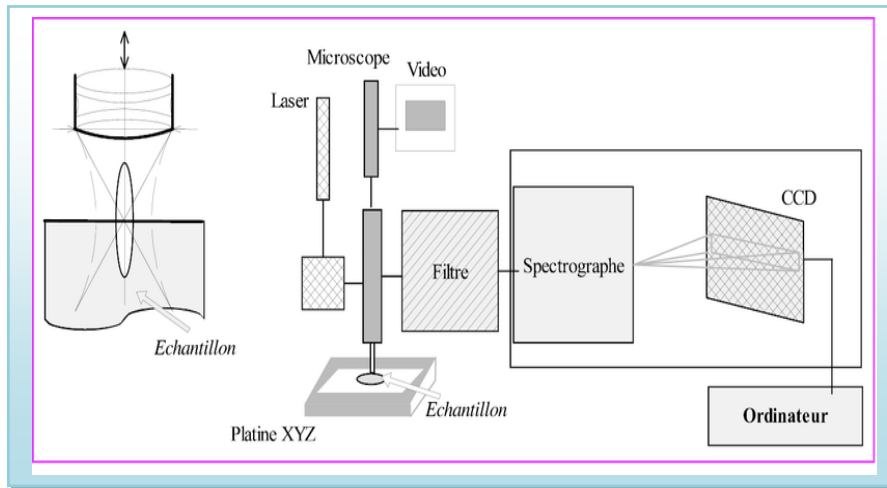 Microscope
Video
Laser
CCD
Filtre
Spectrographe
Echantillon
Echantillon
Platine XYZ
Ordinateur